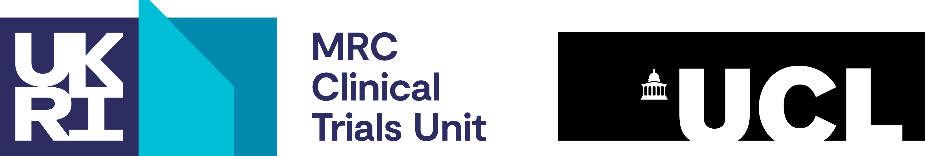 UK
RI
MRC
Clinical
Trials Unit
UCL